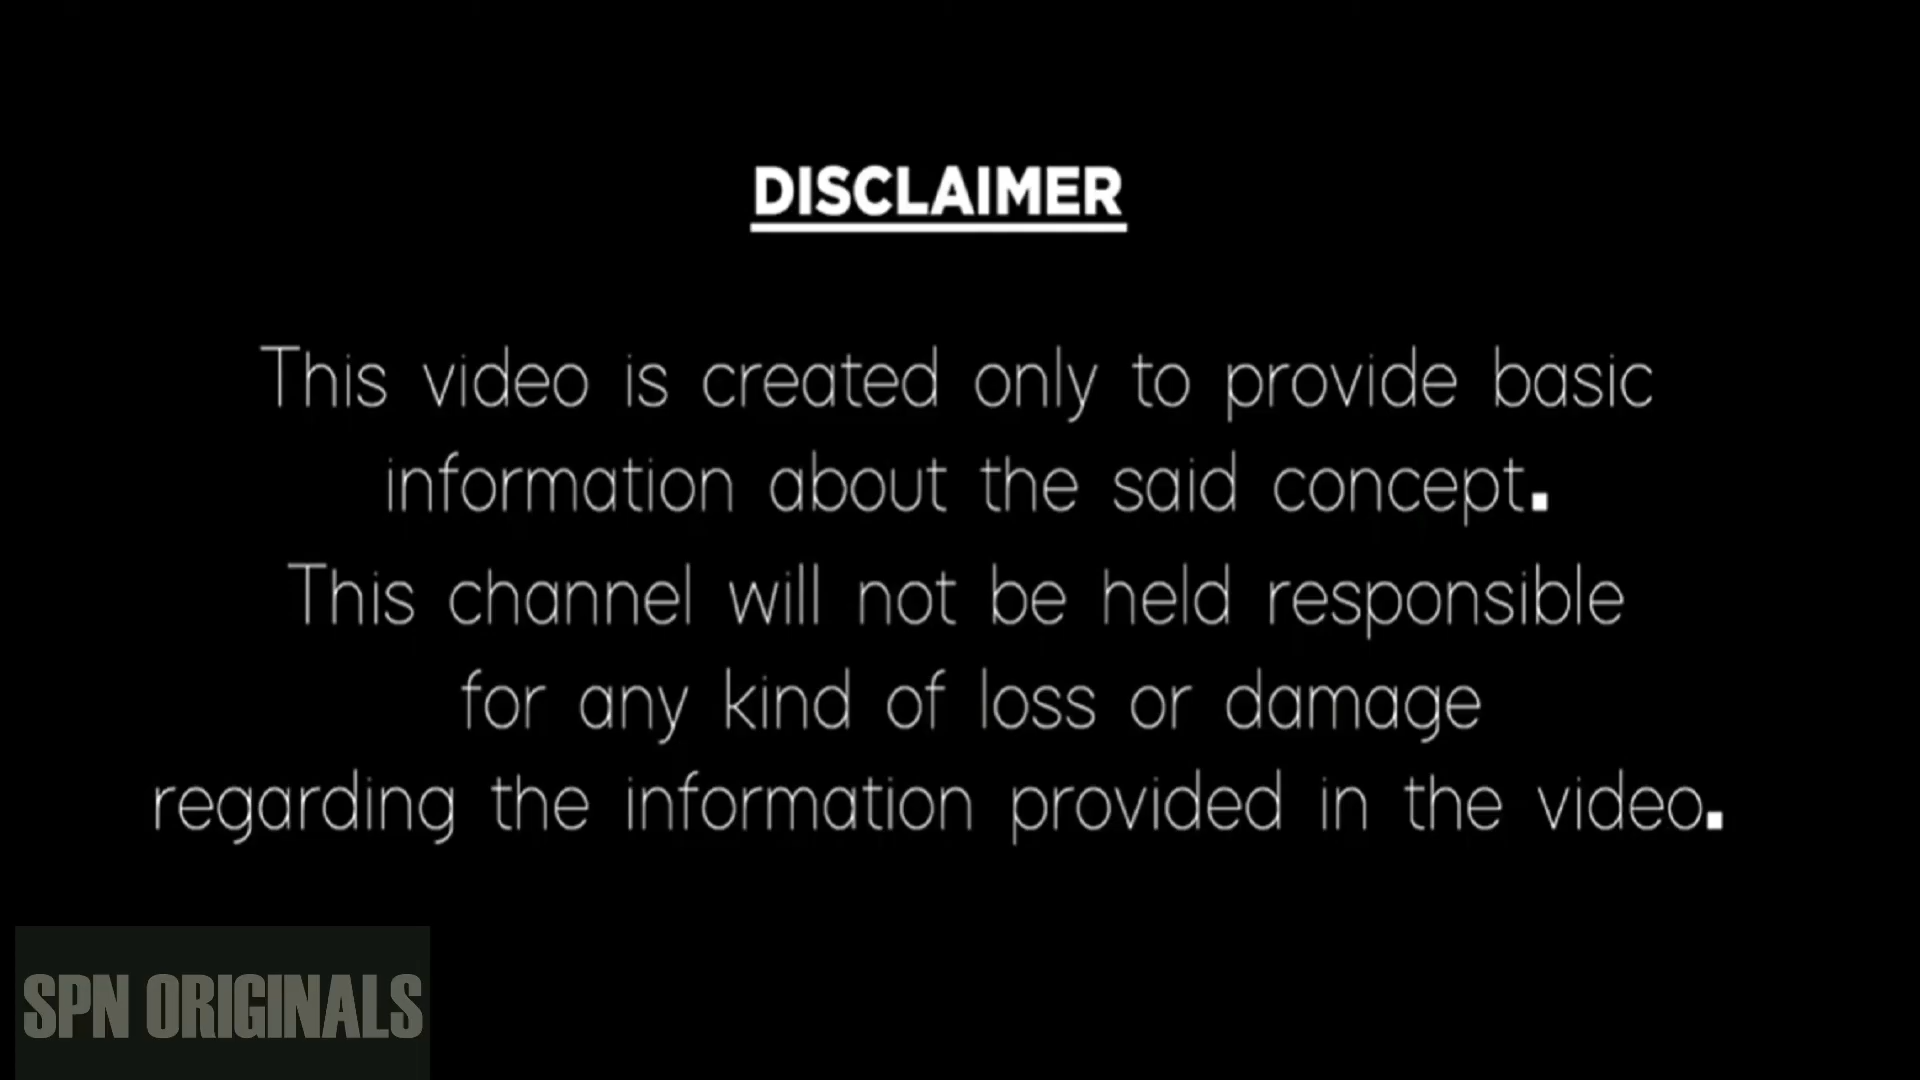 DISCLAIMER
This video is created only to provide basic
information about the said concept.
This channel will not be held responsible
for any kind of loss or damage
regarding the information provided in the video.
SPN ORIGINALS